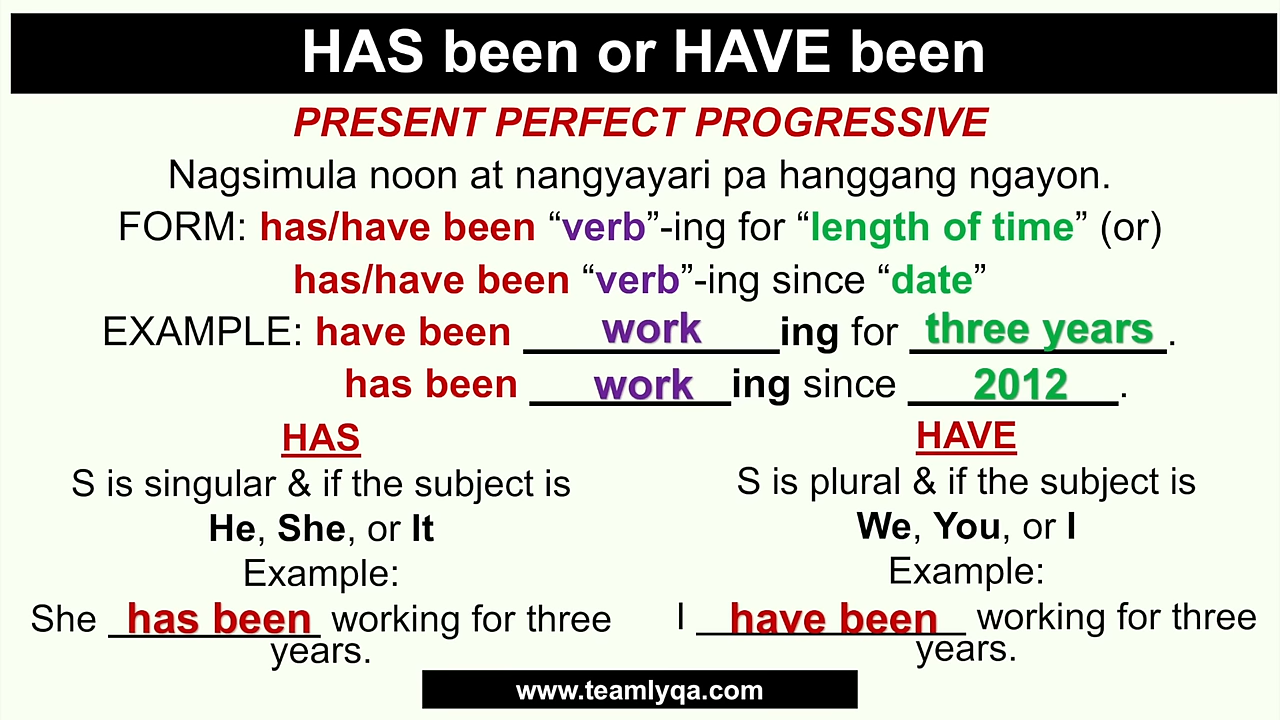 HAS been or HAVE been
PRESENT PERFECT PROGRESSIVE
Nagsimula noon at nangyayari pa hanggang ngayon.
FORM: has/have been “verb”-ing for “length of time” (or)
has/have been “verb”-ing since “date”
EXAMPLE: have been work ing for three years.
has been work ing since 2012.
HAS
S is singular & if the subject is
He, She, or It
Example:
She has been working for three
years.
HAVE
S is plural & if the subject is
We, You, or I
Example:
I have been working for three
years.
www.teamlyqa.com